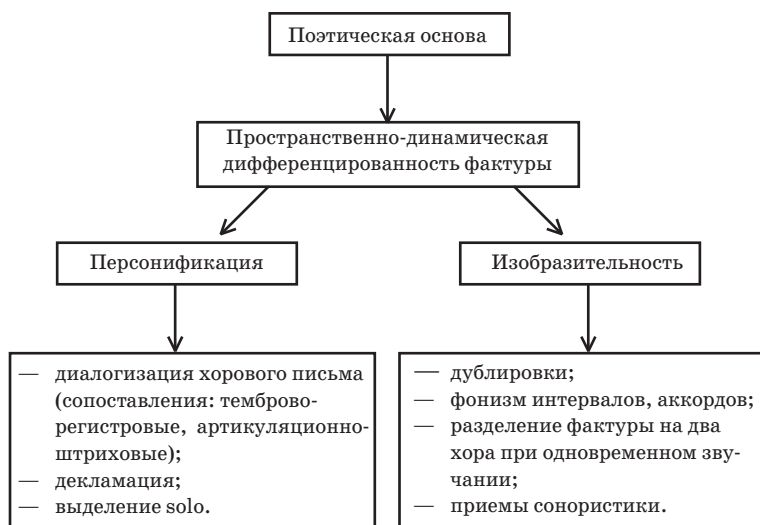 Поэтическая основа
Пространственно-динамическая
дифференцированность фактуры
Персонификация
Изобразительность
— диалогизация хорового письма
(сопоставления: темброво-
регистровые, артикуляционно-
штриховые);
— декламация;
— выделение solo.
— дублировки;
— фонизм интервалов, аккордов;
— разделение фактуры на два
хора при одновременном зву-
чании;
— приемы сонористики.